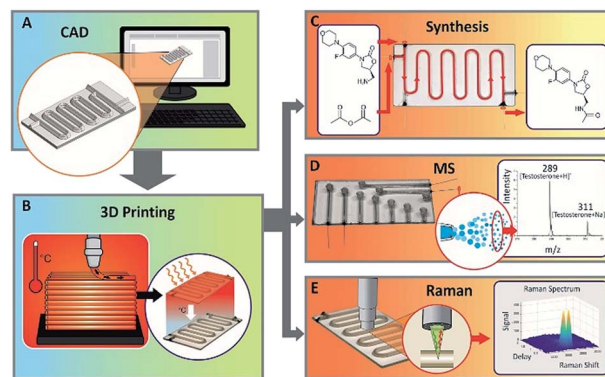 A
CAD
B
3D Printing
°C
°C
C
Synthesis
O
N
O
O
N
F
H₂N
O
O
O
O
N
O
O
N
F
HN
O
D
MS
Intensity
289
[Testosterone+H]⁺
311
[Testosterone+Na]
m/z
E
Raman
Raman Spectrum
Signal
Delay
Raman Shift